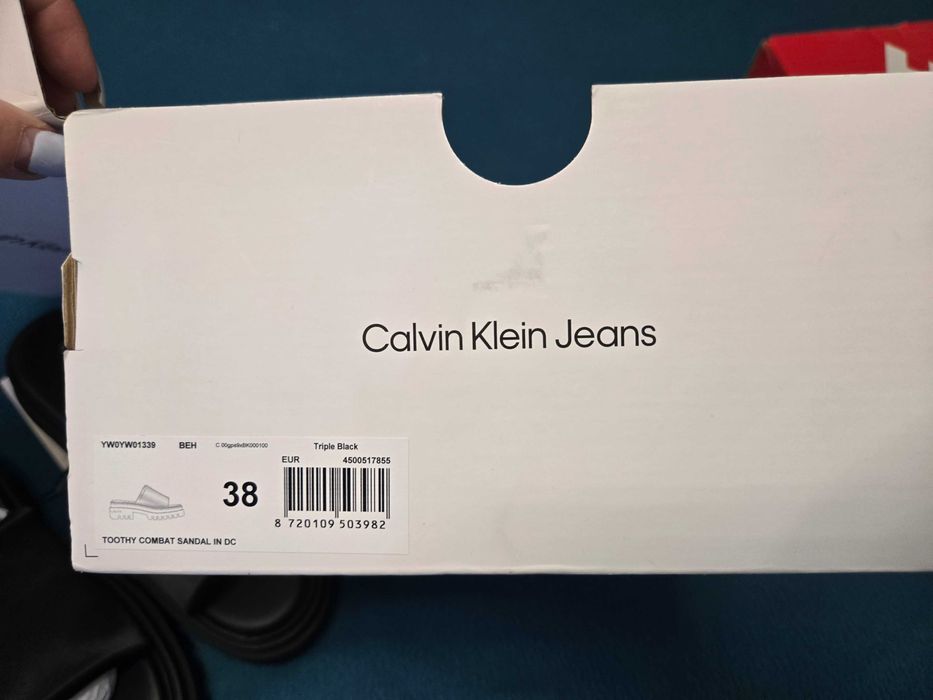 Calvin Klein Jeans
YW0YW01339 BEH Triple Black
EUR 4500517855
38
8 720109 503982
TOOTHY COMBAT SANDAL IN DC